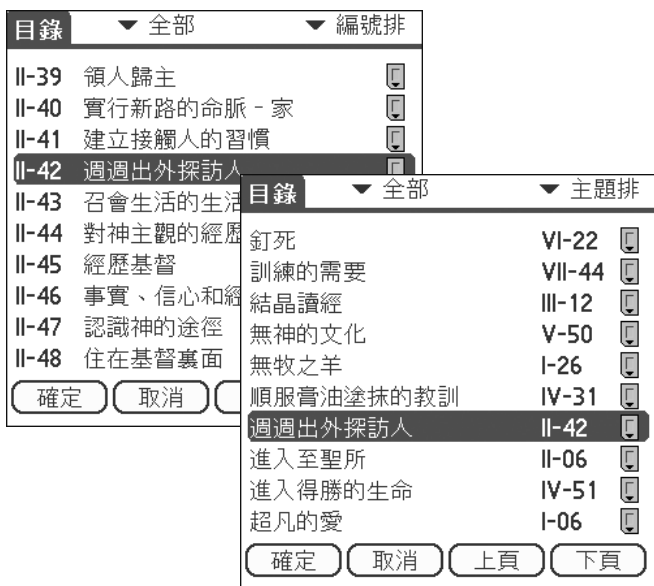 目錄 ▼ 全部 ▼ 編號排
II-39 領人歸主
II-40 實行新路的命脈－家
II-41 建立接觸人的習慣
II-42 週週出外探訪人
II-43 召會生活的生活
II-44 對神主觀的經歷
II-45 經歷基督
II-46 事實、信心和經
II-47 認識神的途徑
II-48 住在基督裏面
確定 取消
目錄 ▼ 全部 ▼ 主題排
釘死 VI-22
訓練的需要 VII-44
結晶讀經 III-12
無神的文化 V-50
無牧之羊 I-26
順服膏油塗抹的教訓 IV-31
週週出外探訪人 II-42
進入至聖所 II-06
進入得勝的生命 IV-51
超凡的愛 I-06
確定 取消 上頁 下頁